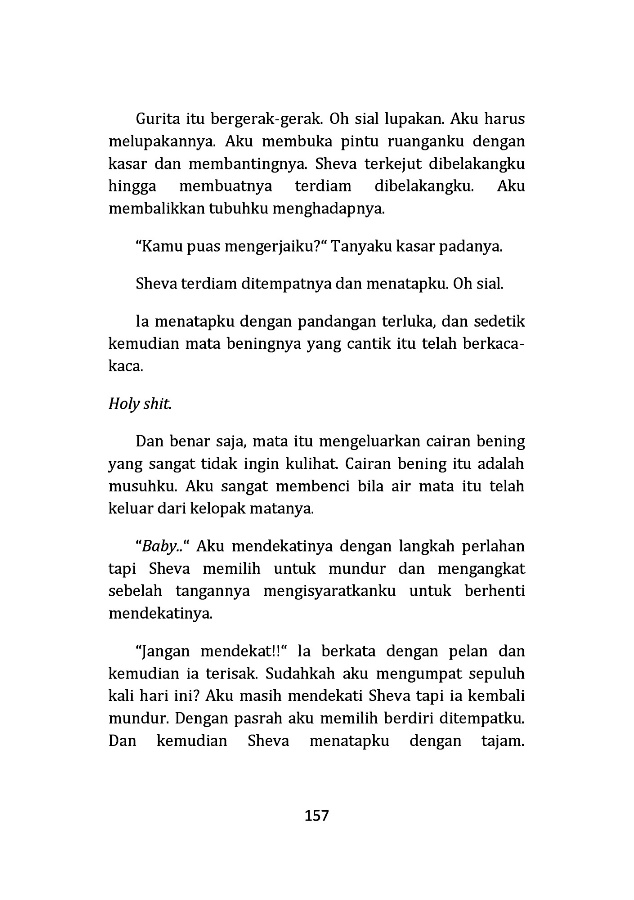 Gurita itu bergerak-gerak. Oh sial lupakan. Aku harus
melupakannya. Aku membuka pintu ruanganku dengan
kasar dan membantingnya. Sheva terkejut dibelakangku
hingga membuatnya terdiam dibelakangku. Aku
membalikkan tubuhku menghadapnya.
“Kamu puas mengerjaiku?“ Tanyaku kasar padanya.
Sheva terdiam ditempatnya dan menatapku. Oh sial.
Ia menatapku dengan pandangan terluka, dan sedetik
kemudian mata beningnya yang cantik itu telah berkaca-
kaca.
Holy shit.
Dan benar saja, mata itu mengeluarkan cairan bening
yang sangat tidak ingin kulihat. Cairan bening itu adalah
musuhku. Aku sangat membenci bila air mata itu telah
keluar dari kelopak matanya.
“Baby..“ Aku mendekatinya dengan langkah perlahan
tapi Sheva memilih untuk mundur dan mengangkat
sebelah tangannya mengisyaratkanku untuk berhenti
mendekatinya.
“Jangan mendekat!!“ Ia berkata dengan pelan dan
kemudian ia terisak. Sudahkah aku mengumpat sepuluh
kali hari ini? Aku masih mendekati Sheva tapi ia kembali
mundur. Dengan pasrah aku memilih berdiri ditempatku.
Dan kemudian Sheva menatapku dengan tajam.
157